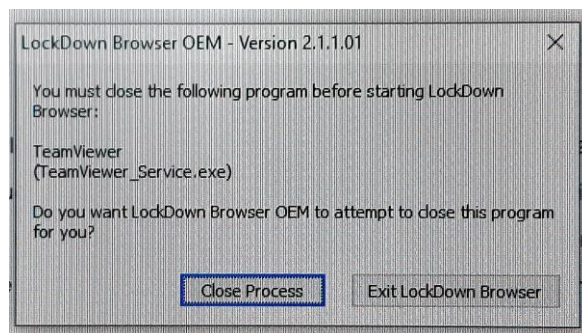 LockDown Browser OEM - Version 2.1.1.01
You must close the following program before starting LockDown
Browser:
TeamViewer
(TeamViewer_Service.exe)
Do you want LockDown Browser OEM to attempt to close this program
for you?
Close Process
Exit LockDown Browser